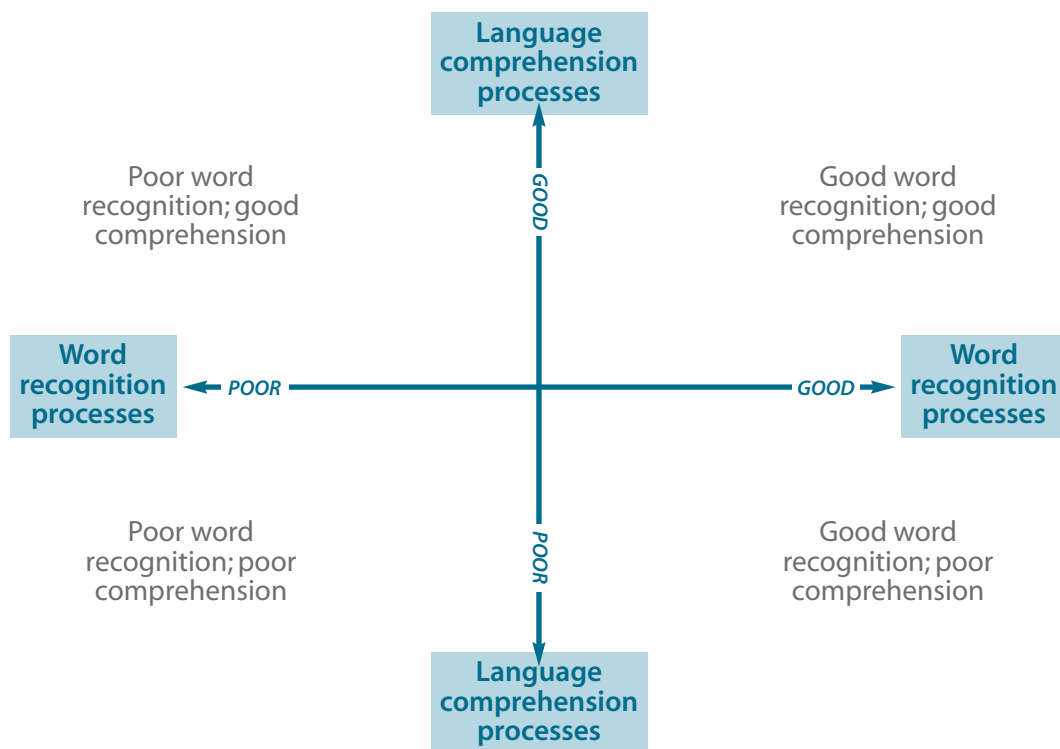 Language
comprehension
processes
Poor word
recognition; good
comprehension
GOOD
Good word
recognition; good
comprehension
Word
recognition
processes
POOR
GOOD
Word
recognition
processes
Poor word
recognition; poor
comprehension
POOR
Good word
recognition; poor
comprehension
Language
comprehension
processes